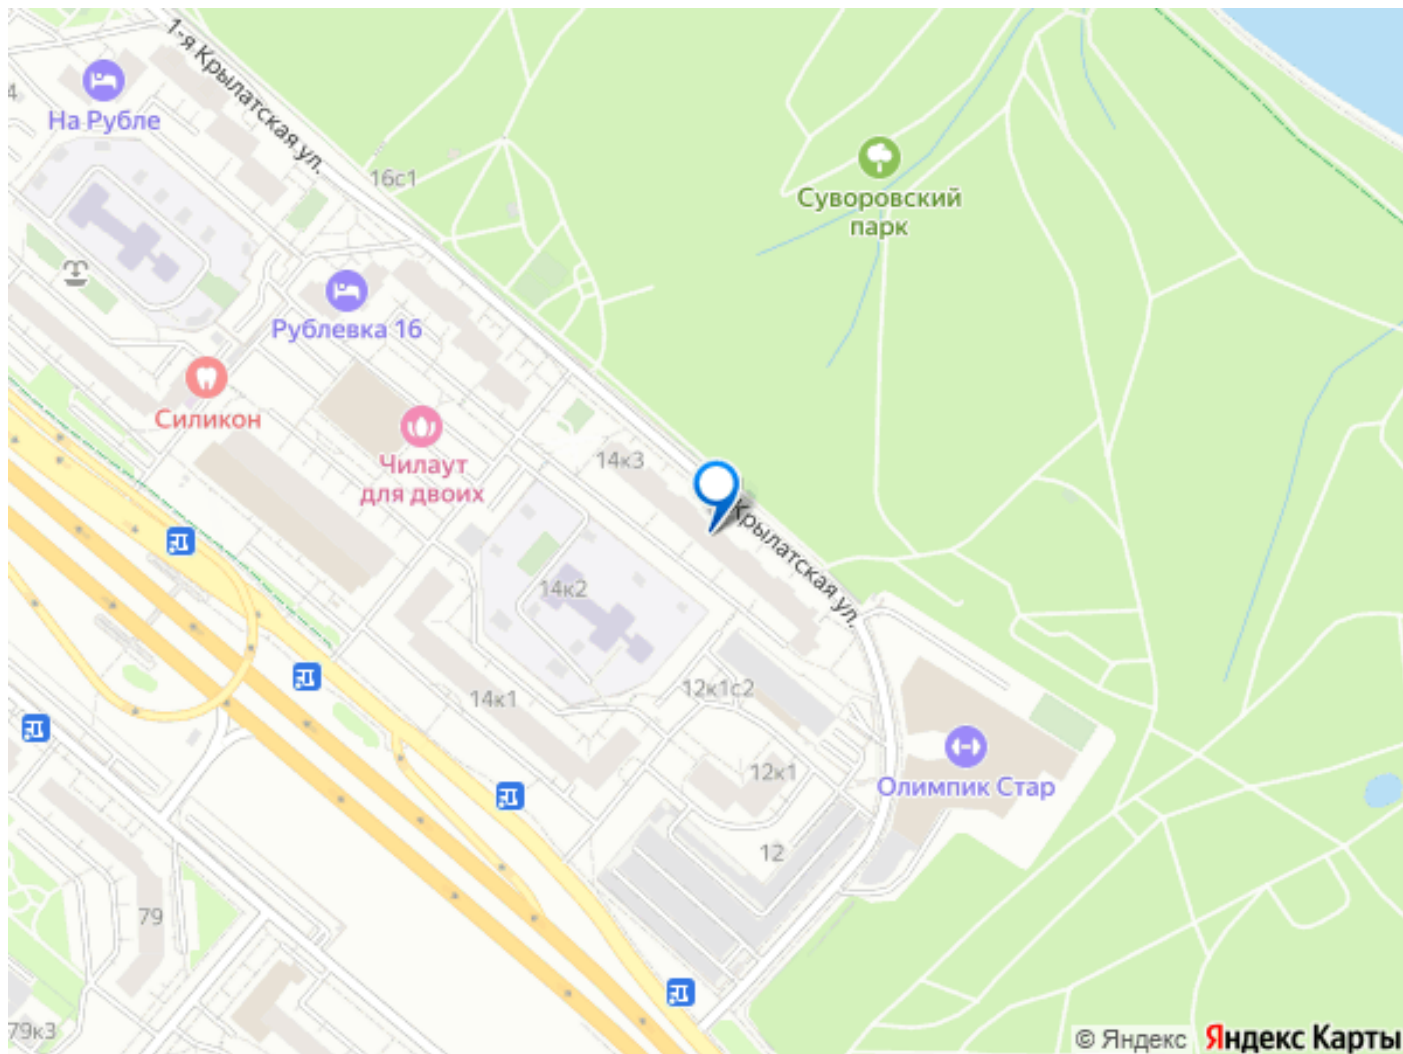 1-я Крылатская ул.
На Рубле
4
16с1
Суворовский
парк
Рублевка 16
Силикон
Чилаут
для двоих
14к3
Крылатская ул.
14к2
14к1
12к1с2
12к1
Олимпик Стар
12
79
79к3
© Яндекс Яндекс Карты